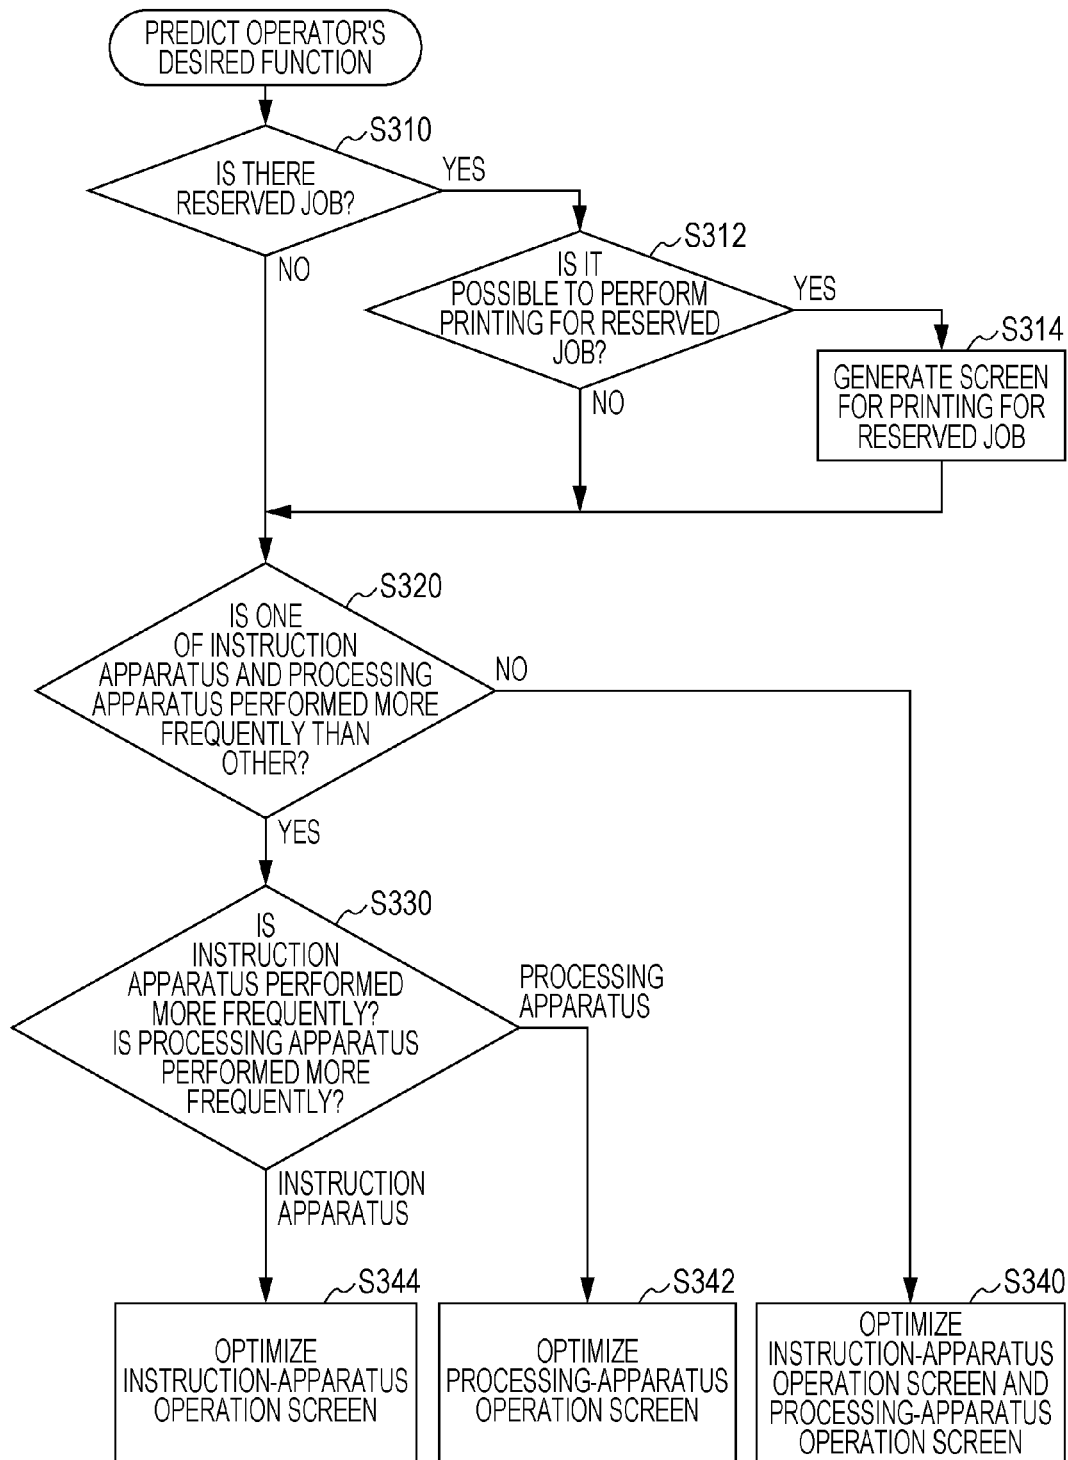 PREDICT OPERATOR'S
DESIRED FUNCTION
S310
IS THERE
RESERVED JOB?
YES
NO
S312
IS IT
POSSIBLE TO PERFORM
PRINTING FOR RESERVED
JOB?
YES
NO
S314
GENERATE SCREEN
FOR PRINTING FOR
RESERVED JOB
S320
IS ONE
OF INSTRUCTION
APPARATUS AND PROCESSING
APPARATUS PERFORMED MORE
FREQUENTLY THAN
OTHER?
NO
YES
S330
IS
INSTRUCTION
APPARATUS PERFORMED
MORE FREQUENTLY?
IS PROCESSING APPARATUS
PERFORMED MORE
FREQUENTLY?
PROCESSING
APPARATUS
INSTRUCTION
APPARATUS
S344
OPTIMIZE
INSTRUCTION-APPARATUS
OPERATION SCREEN
S342
OPTIMIZE
PROCESSING-APPARATUS
OPERATION SCREEN
S340
OPTIMIZE
INSTRUCTION-APPARATUS
OPERATION SCREEN AND
PROCESSING-APPARATUS
OPERATION SCREEN